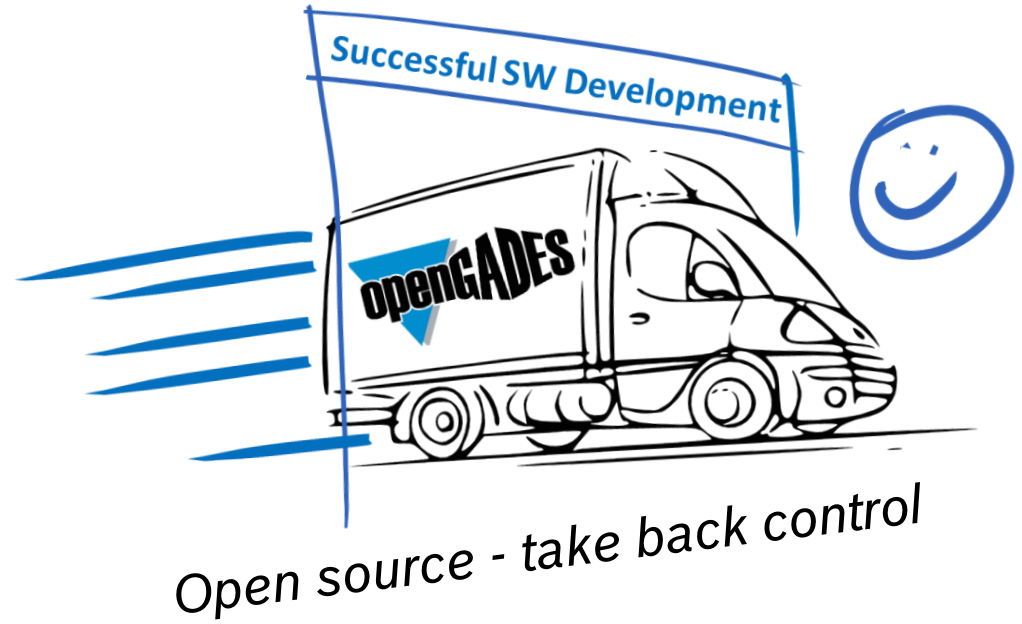 Successful SW Development
openGADES
Open source - take back control